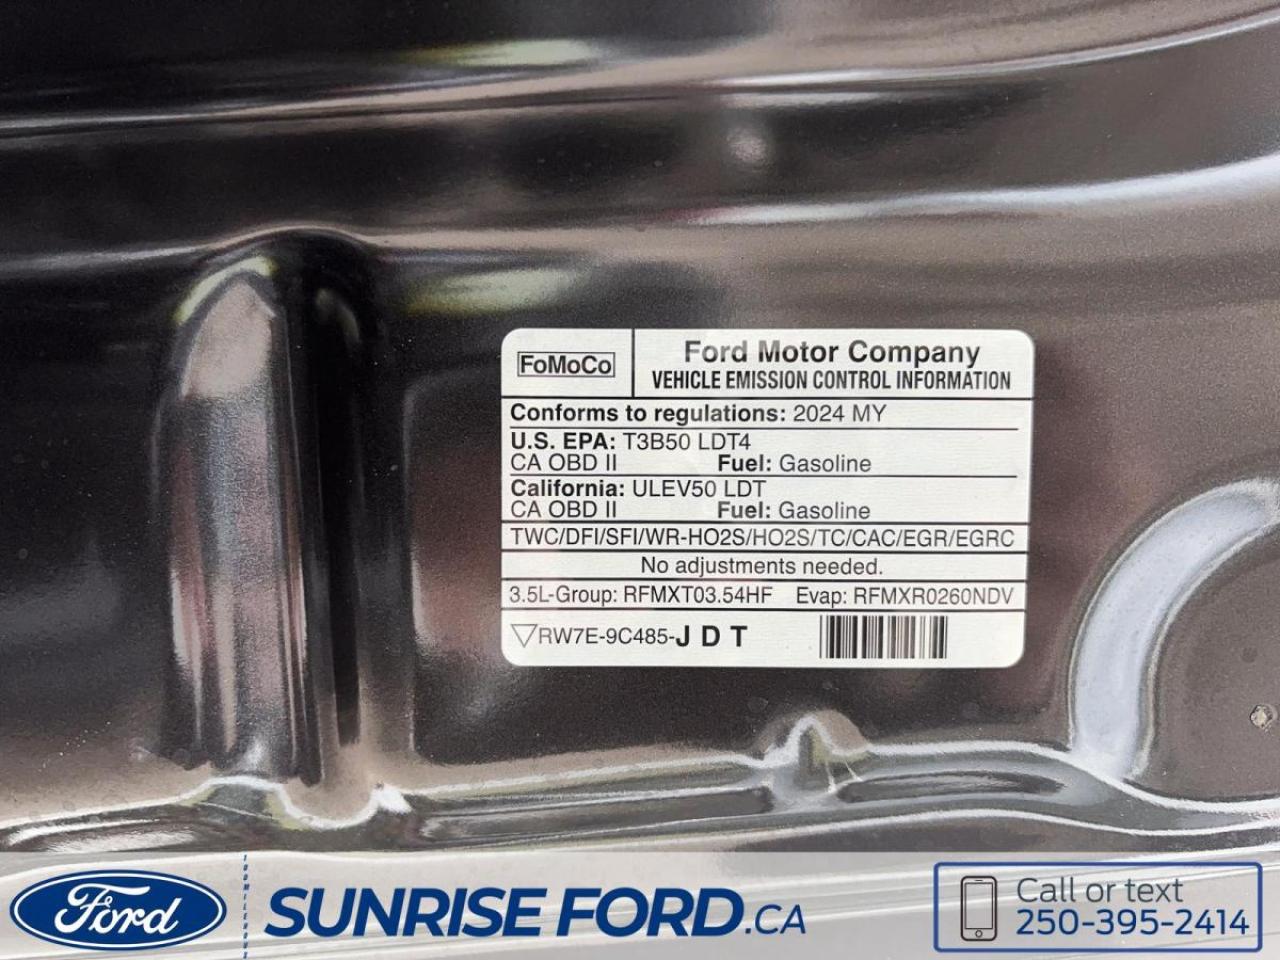 FoMoCo
Ford Motor Company
VEHICLE EMISSION CONTROL INFORMATION
Conforms to regulations: 2024 MY
U.S. EPA: T3B50 LDT4
CA OBD II Fuel: Gasoline
California: ULEV50 LDT
CA OBD II Fuel: Gasoline
TWC/DFI/SFI/WR-HO2S/HO2S/TC/CAC/EGR/EGRC
No adjustments needed.
3.5L-Group: RFMXT03.54HF Evap: RFMXR0260NDV
RW7E-9C485-J D T
Ford
SUNRISE FORD.CA
Call or text
250-395-2414